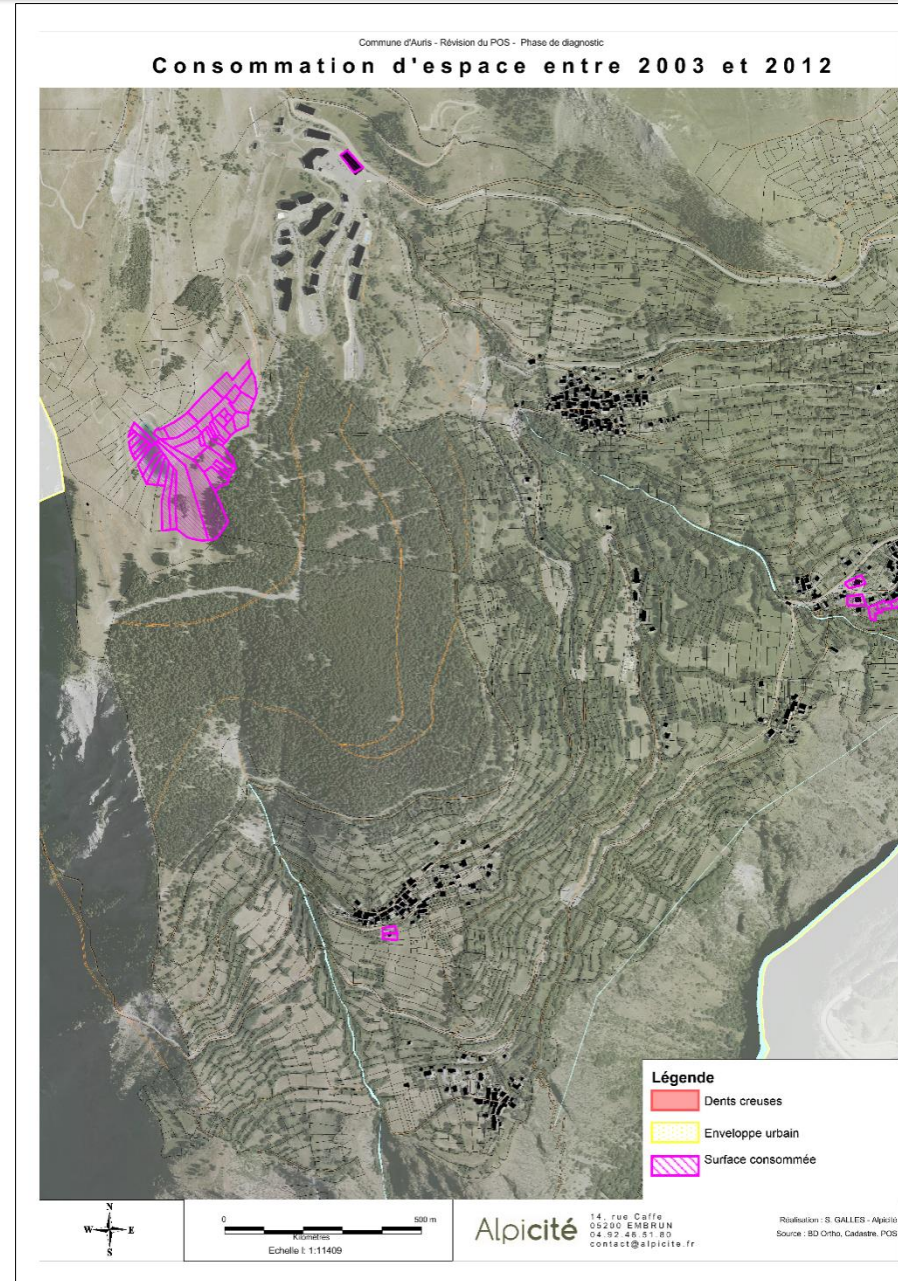 Commune d'Auris - Révision du POS - Phase de diagnostic
Consommation d'espace entre 2003 et 2012
Légende
Dents creuses
Enveloppe urbain
Surface consommée
N
W E
S
0 500 m
Kilomètres
Echelle l: 1:11409
Alpicité
14, rue Caffe
05200 EMBRUN
04.92.46.51.80
contact@alpicite.fr
Réalisation : S. GALLES - Alpicité
Source : BD Ortho, Cadastre, POS